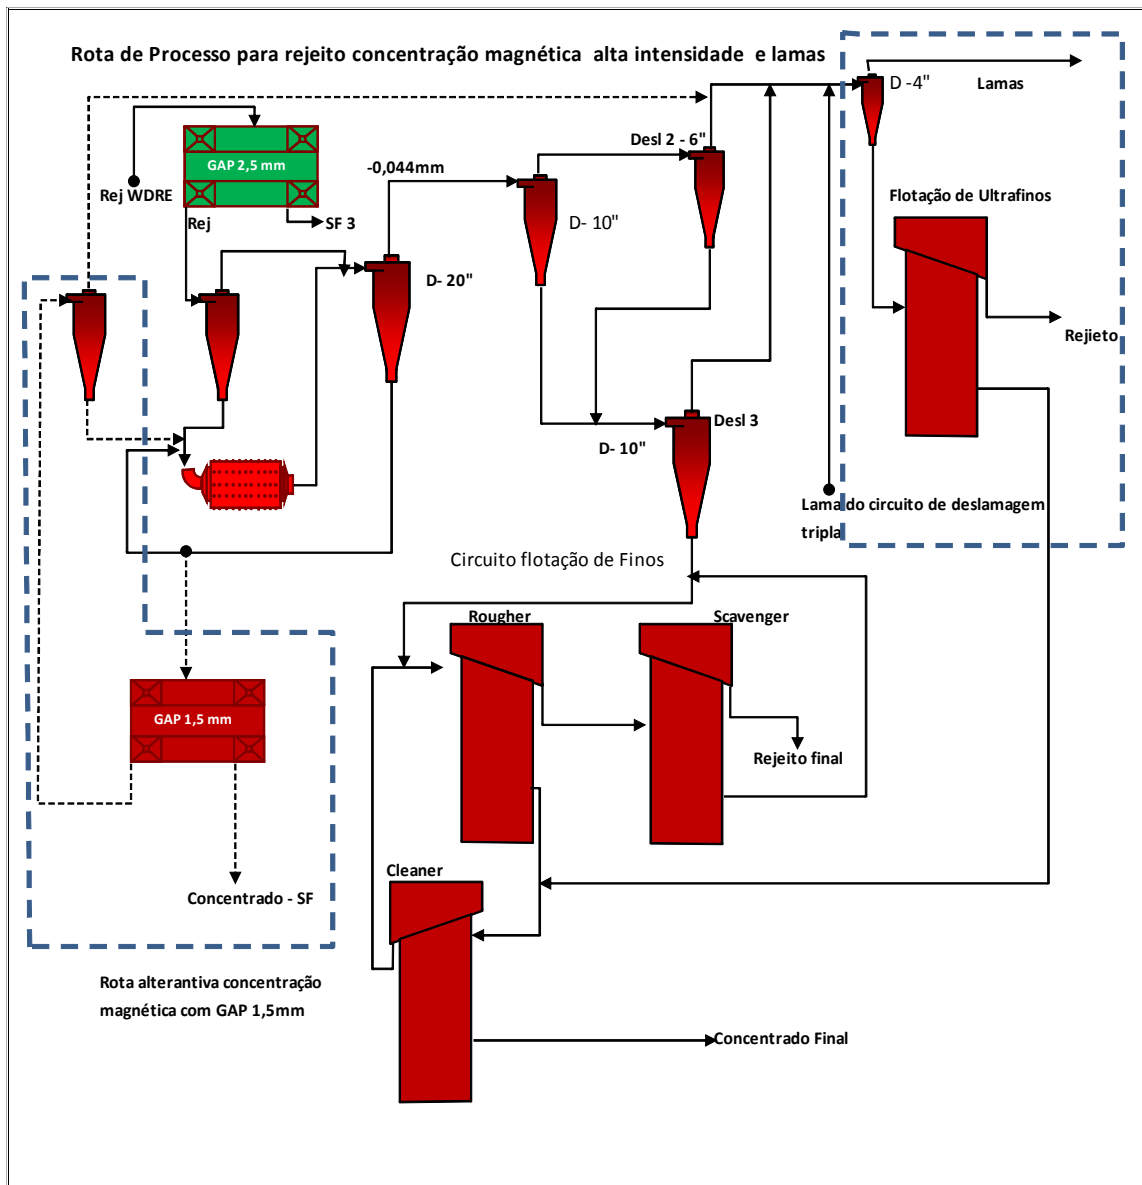 Rota de Processo para rejeito concentração magnética alta intensidade e lamas
D -4"
Lamas
GAP 2,5 mm
Desl 2 - 6"
-0,044mm
Rej WDRE
Flotação de Ultrafinos
Rej
SF 3
D- 10"
D- 20"
Rejieto
Desl 3
D- 10"
Lama do circuito de deslamagem
tripla
Circuito flotação de Finos
Rougher
Scavenger
GAP 1,5 mm
Rejeito final
Cleaner
Concentrado - SF
Rota alterantiva concentração
magnética com GAP 1,5mm
Concentrado Final